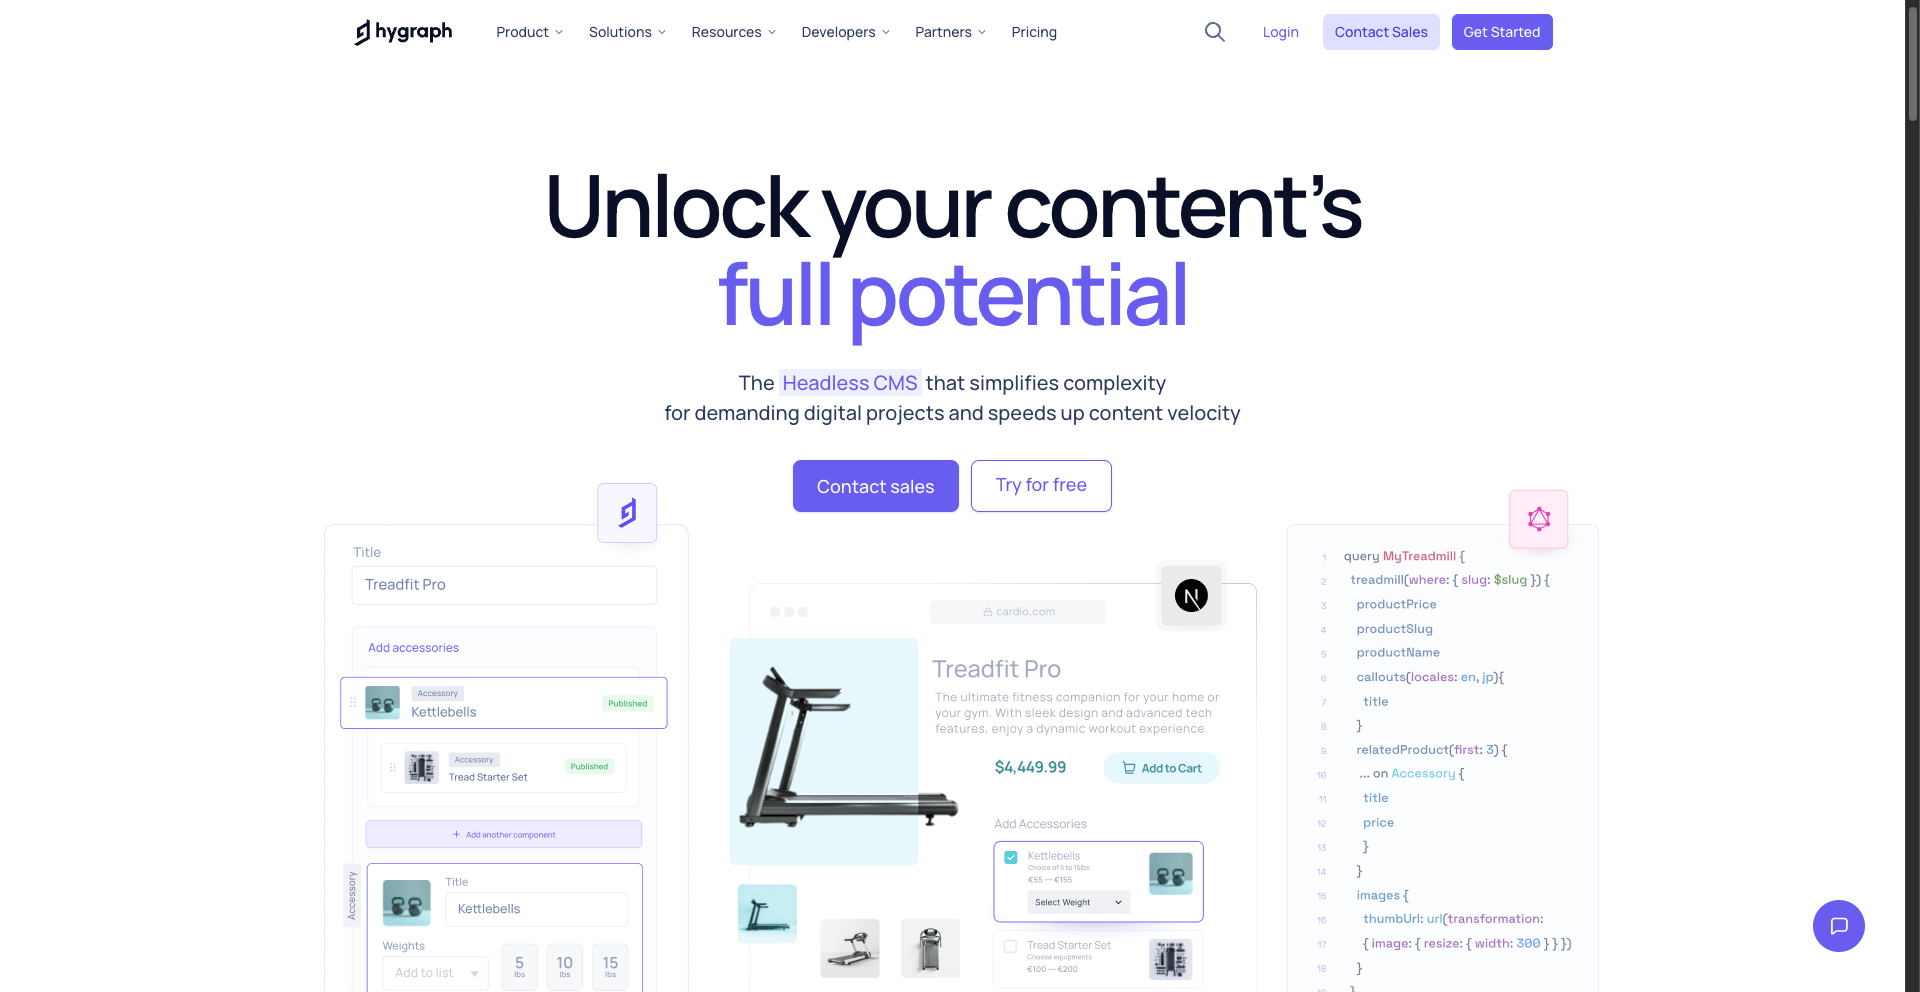 hygraph
Product
Solutions
Resources
Developers
Partners
Pricing
Login
Contact Sales
Get Started
Unlock your content’s
full potential
The Headless CMS that simplifies complexity
for demanding digital projects and speeds up content velocity
Contact sales
Try for free
Title
Treadfit Pro
Add accessories
Accessory
Kettlebells
Published
Accessory
Tread Starter Set
Published
+ Add another component
Accessory
Title
Kettlebells
Weights
Add to list
5 lbs
10 lbs
15 lbs
cardio.com
N
Treadfit Pro
The ultimate fitness companion for your home or
your gym. With sleek design and advanced tech
features, enjoy a dynamic workout experience.
$4,449.99
Add to Cart
Add Accessories
Kettlebells
Choice of 5 to 15lbs
€55 — €155
Select Weight
Tread Starter Set
Choose equipments
€100 — €200
1 query MyTreadmill {
2 treadmill(where: { slug: $slug }) {
3 productPrice
4 productSlug
5 productName
6 callouts(locales: en, jp){
7 title
8 }
9 relatedProduct(first: 3) {
10 ... on Accessory {
11 title
12 price
13 }
14 }
15 images {
16 thumbUrl: url(transformation:
17 { image: { resize: { width: 300 } } })
18 }